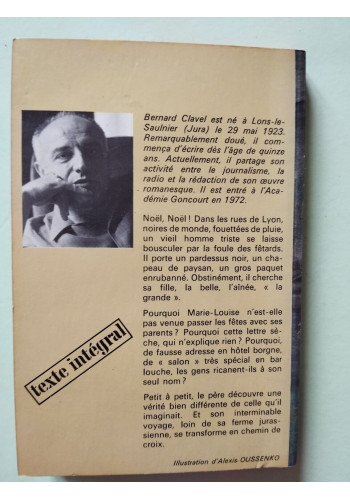 Bernard Clavel est né à Lons-le-
Saulnier (Jura) le 29 mai 1923.
Remarquablement doué, il com-
mença d'écrire dès l'âge de quinze
ans. Actuellement, il partage son
activité entre le journalisme, la
radio et la rédaction de son œuvre
romanesque. Il est entré à l'Aca-
démie Goncourt en 1972.
Noël, Noël! Dans les rues de Lyon,
noires de monde, fouettées de pluie,
un vieil homme triste se laisse
bousculer par la foule des fêtards.
Il porte un pardessus noir, un cha-
peau de paysan, un gros paquet
enrubanné. Obstinément, il cherche
sa fille, la belle, l'aînée, « la
grande ».
Pourquoi Marie-Louise n'est-elle
pas venue passer les fêtes avec ses
parents? Pourquoi cette lettre sè-
che, qui n'explique rien? Pourquoi,
de fausse adresse en hôtel borgne,
de « salon » très spécial en bar
louche, les gens ricanent-ils à son
seul nom?
Petit à petit, le père découvre une
vérité bien différente de celle qu'il
imaginait. Et son interminable
voyage, loin de sa ferme juras-
sienne, se transforme en chemin de
croix.
texte intégral
Illustration d'Alexis OUSSENKO